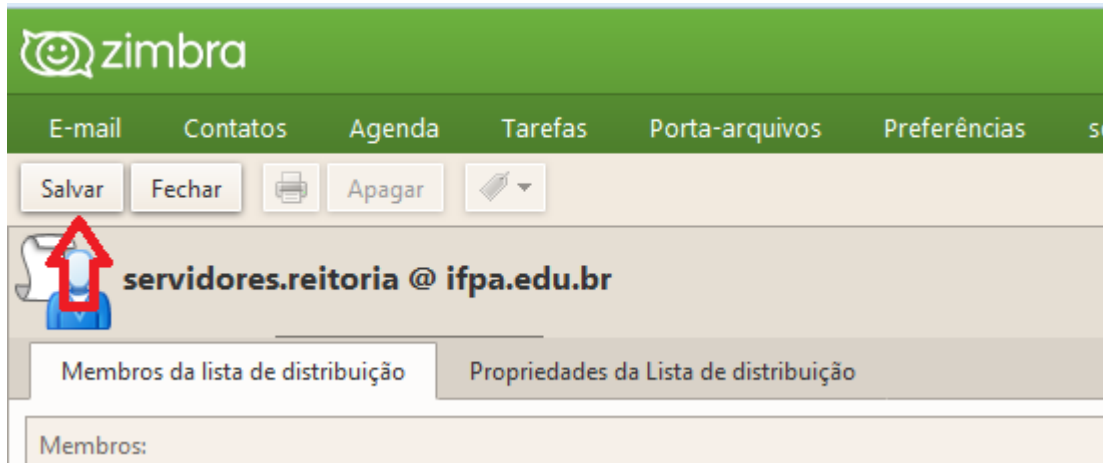 zimbra
E-mail Contatos Agenda Tarefas Porta-arquivos Preferências
Salvar Fechar Apagar
servidores.reitoria @ ifpa.edu.br
Membros da lista de distribuição Propriedades da Lista de distribuição
Membros: